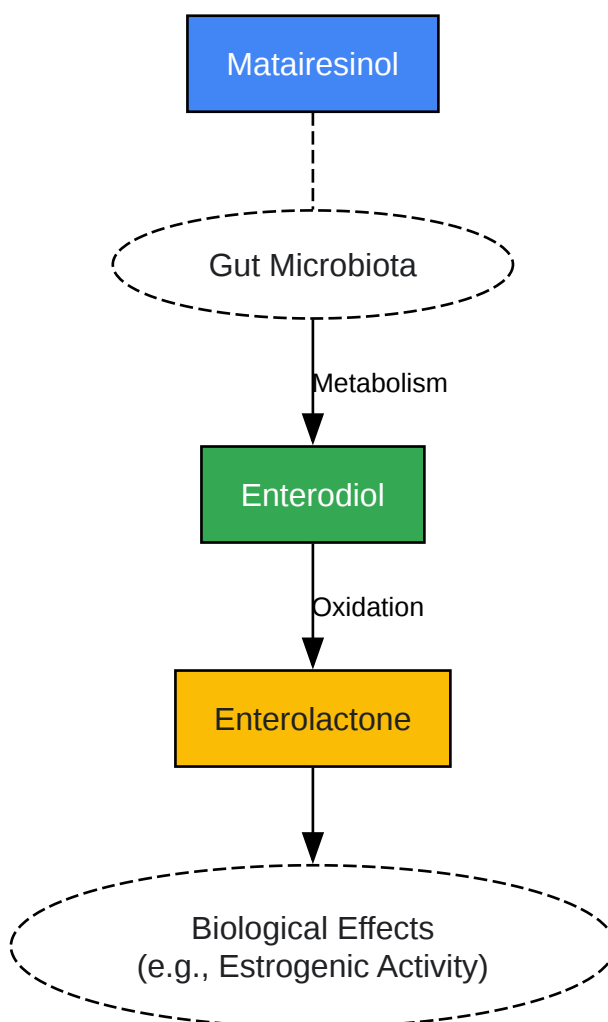 Matairesinol
Gut Microbiota
Metabolism
Enterodiol
Oxidation
Enterolactone
Biological Effects
(e.g., Estrogenic Activity)